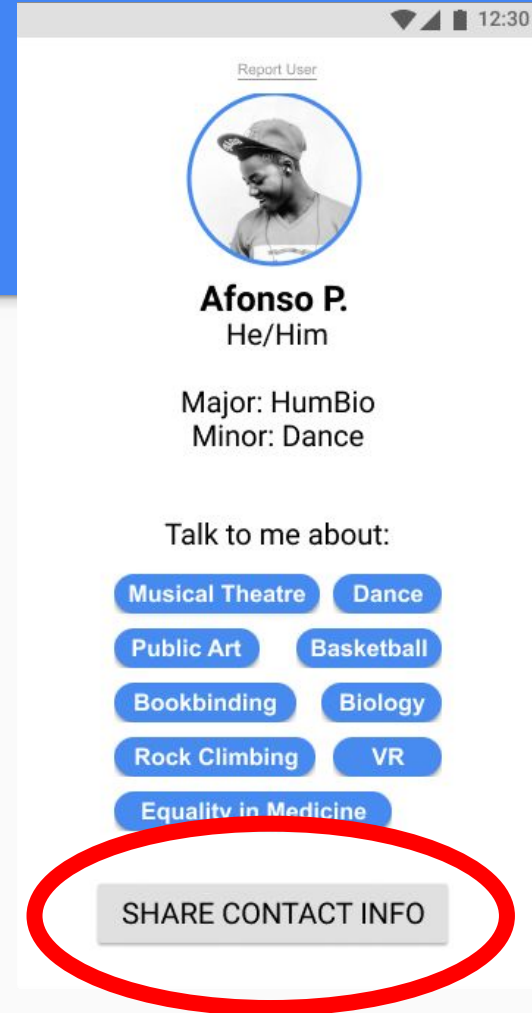 12:30
Report User
Afonso P.
He/Him
Major: HumBio
Minor: Dance
Talk to me about:
Musical Theatre Dance
Public Art Basketball
Bookbinding Biology
Rock Climbing VR
Equality in Medicine
SHARE CONTACT INFO